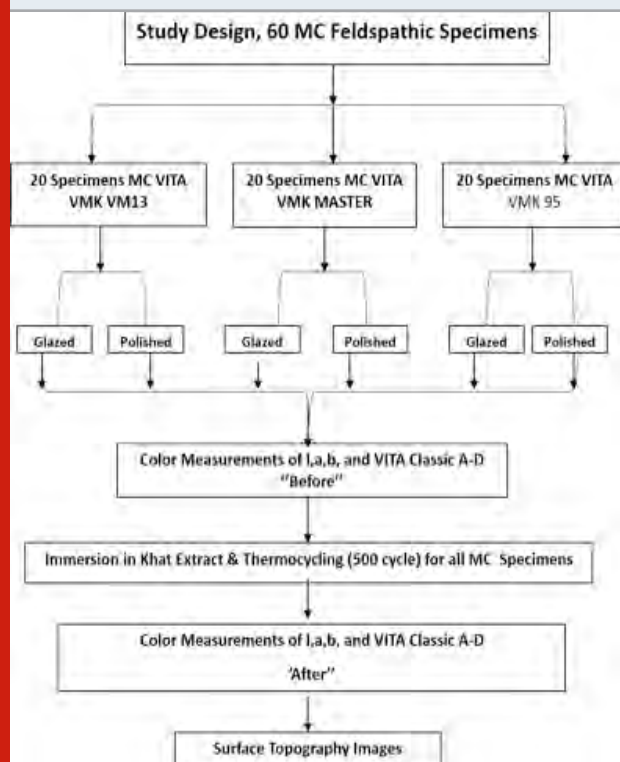 Study Design, 60 MC Feldspathic Specimens
20 Specimens MC VITA
VMK VM13
20 Specimens MC VITA
VMK MASTER
20 Specimens MC VITA
VMK 95
Glazed
Polished
Glazed
Polished
Glazed
Polished
Color Measurements of l,a,b, and VITA Classic A-D
"Before"
Immersion in Khat Extract & Thermocycling (500 cycle) for all MC Specimens
Color Measurements of l,a,b, and VITA Classic A-D
'After"
Surface Topography Images